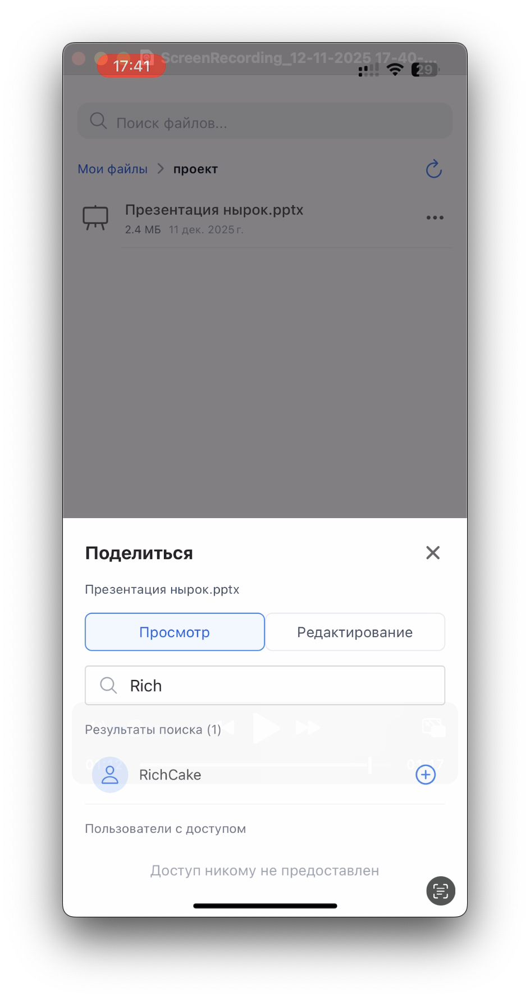 ScreenRecording_12-11-2025 17-40-...
17:41
29
Поиск файлов...
Мои файлы > проект
Презентация нырок.pptx
2.4 МБ 11 дек. 2025 г.
Поделиться
Презентация нырок.pptx
Просмотр
Редактирование
Rich
Результаты поиска (1)
RichCake
Пользователи с доступом
Доступ никому не предоставлен